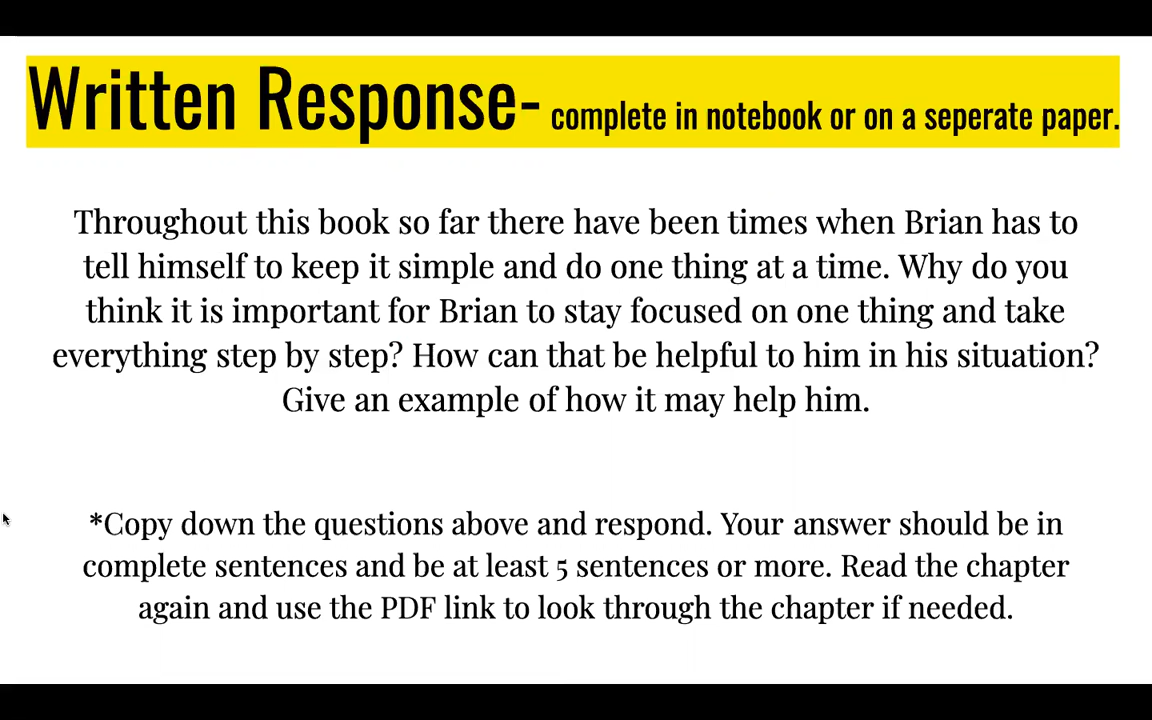 Written Response- complete in notebook or on a seperate paper.
Throughout this book so far there have been times when Brian has to
tell himself to keep it simple and do one thing at a time. Why do you
think it is important for Brian to stay focused on one thing and take
everything step by step? How can that be helpful to him in his situation?
Give an example of how it may help him.
*Copy down the questions above and respond. Your answer should be in
complete sentences and be at least 5 sentences or more. Read the chapter
again and use the PDF link to look through the chapter if needed.